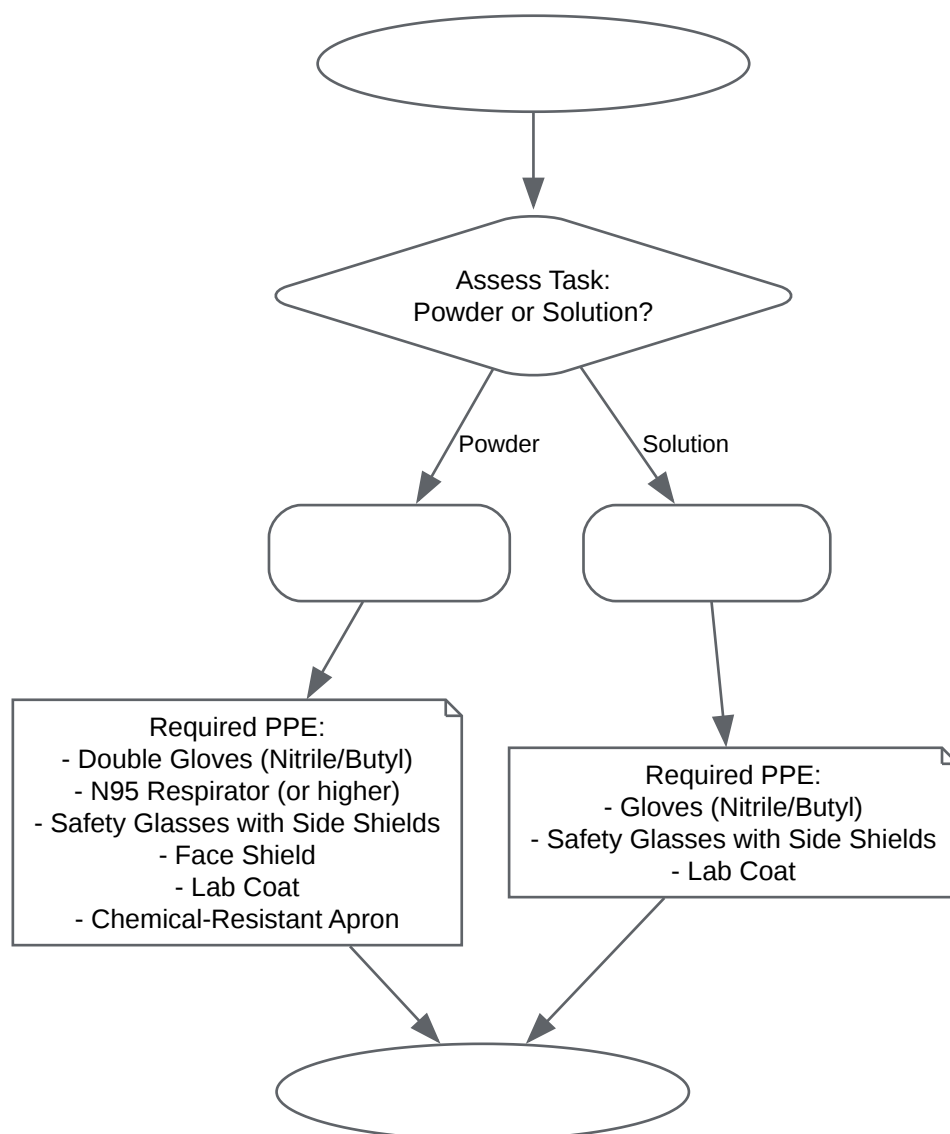 Assess Task:
Powder or Solution?
Powder
Solution
Required PPE:
- Double Gloves (Nitrile/Butyl)
- N95 Respirator (or higher)
- Safety Glasses with Side Shields
- Face Shield
- Lab Coat
- Chemical-Resistant Apron
Required PPE:
- Gloves (Nitrile/Butyl)
- Safety Glasses with Side Shields
- Lab Coat